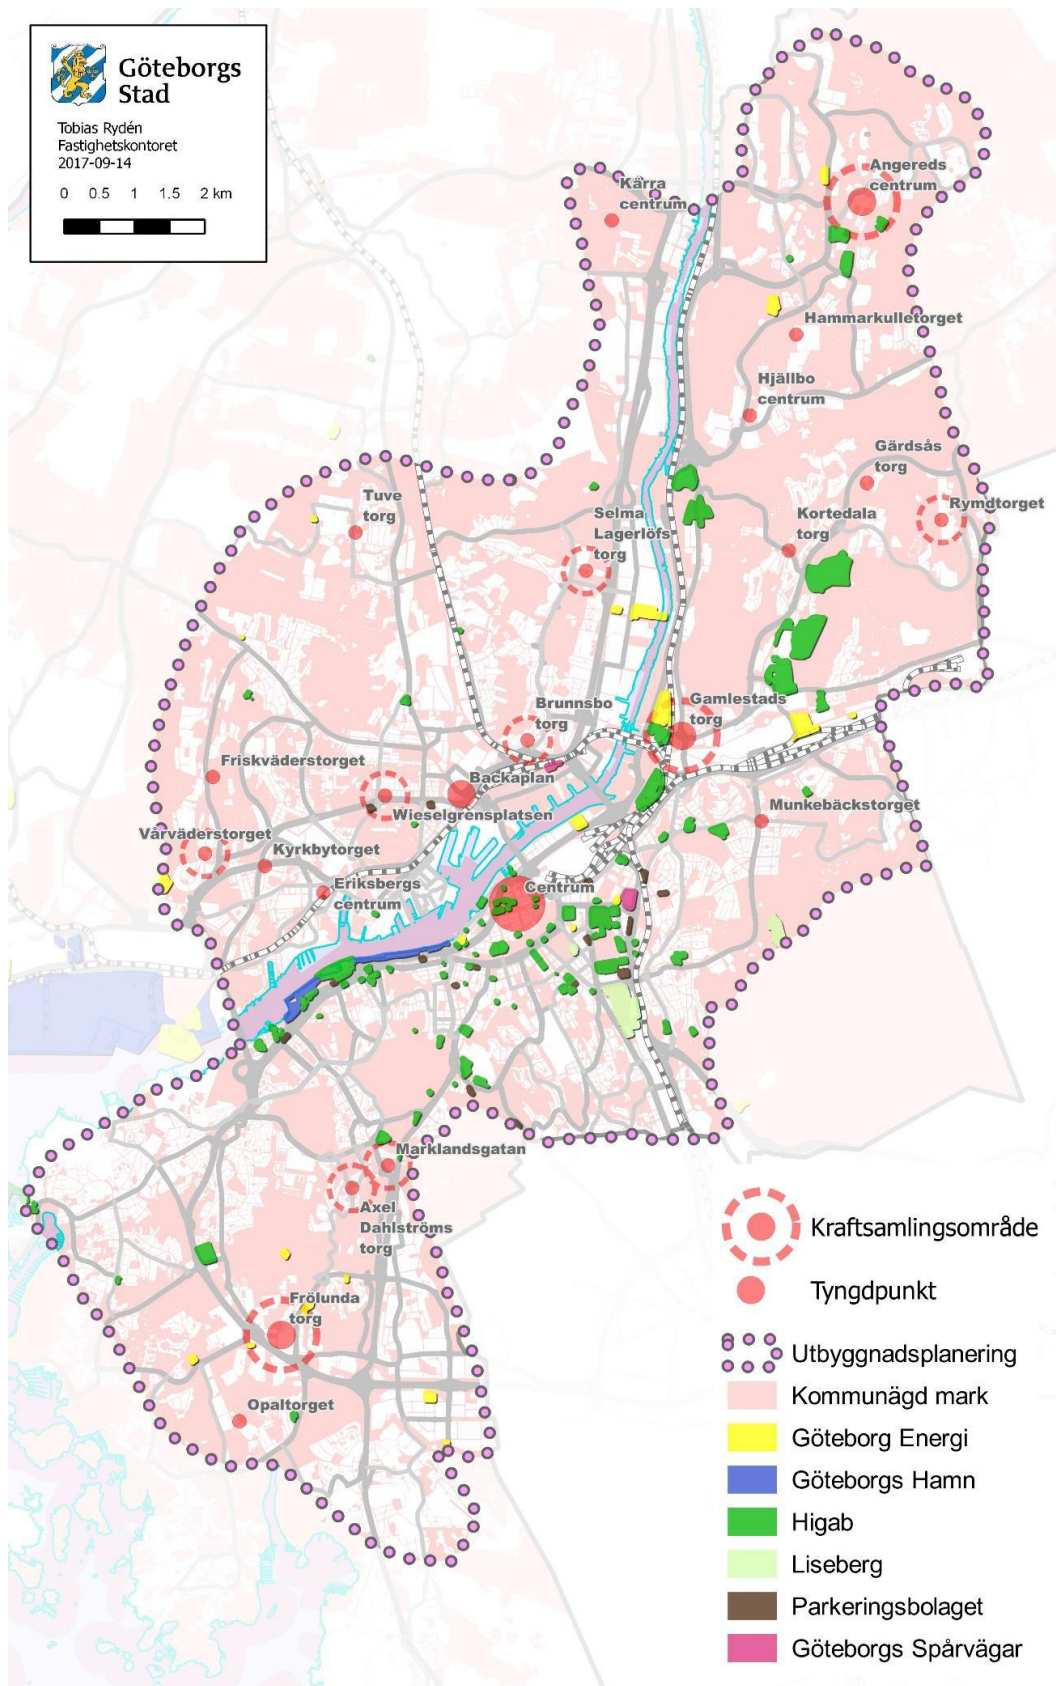 Göteborgs
Stad
Tobias Rydén
Fastighetskontoret
2017-09-14
0 0.5 1 1.5 2 km
Angereds
centrum
Kärra
centrum
Hammarkulletorget
Hjällbo
centrum
Gärdsås
torg
Rymdtorget
Tuve
torg
Selma
Lagerlöfs
torg
Kortedala
torg
Brunnsbo
torg
Gamlestads
torg
Friskväderstorget
Backaplan
Wieselgrensplatsen
Munkebäckstorget
Vårväderstorget
Kyrkbytorget
Eriksbergs
centrum
Centrum
Marklandsgatan
Axel
Dahlströms
torg
Frölunda
torg
Opaltorget
Kraftsamlingsområde
Tyngdpunkt
Utbyggnadsplanering
Kommunägd mark
Göteborg Energi
Göteborgs Hamn
Higab
Liseberg
Parkeringsbolaget
Göteborgs Spårvägar